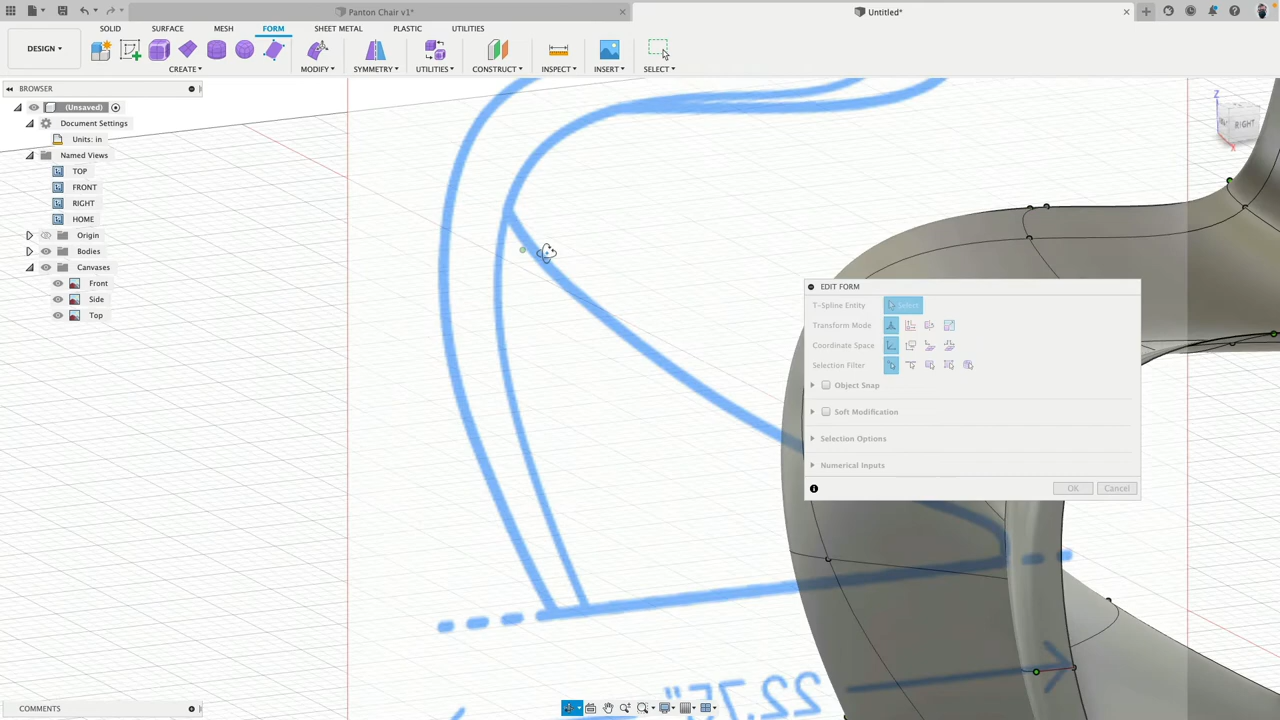 Panton Chair v1*
Untitled*
DESIGN
SOLID
SURFACE
MESH
FORM
SHEET METAL
PLASTIC
UTILITIES
CREATE
MODIFY
SYMMETRY
UTILITIES
CONSTRUCT
INSPECT
INSERT
SELECT
BROWSER
(Unsaved)
Document Settings
Units: in
Named Views
TOP
FRONT
RIGHT
HOME
Origin
Bodies
Canvases
Front
Side
Top
Z
RIGHT
X
EDIT FORM
T-Spline Entity
Select
Transform Mode
Coordinate Space
Selection Filter
Object Snap
Soft Modification
Selection Options
Numerical Inputs
OK
Cancel
22.75"
COMMENTS